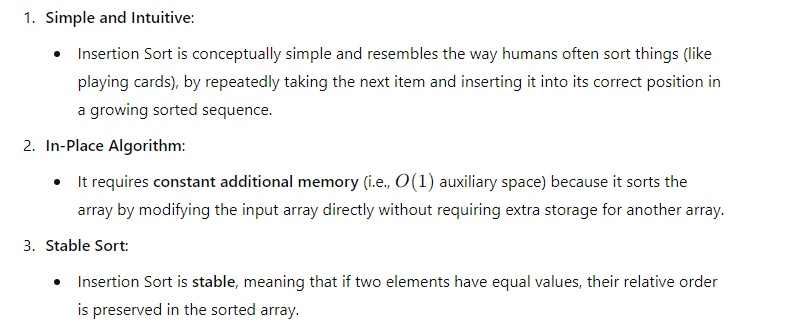 1. Simple and Intuitive:
• Insertion Sort is conceptually simple and resembles the way humans often sort things (like
playing cards), by repeatedly taking the next item and inserting it into its correct position in
a growing sorted sequence.
2. In-Place Algorithm:
• It requires constant additional memory (i.e., O(1) auxiliary space) because it sorts the
array by modifying the input array directly without requiring extra storage for another array.
3. Stable Sort:
• Insertion Sort is stable, meaning that if two elements have equal values, their relative order
is preserved in the sorted array.